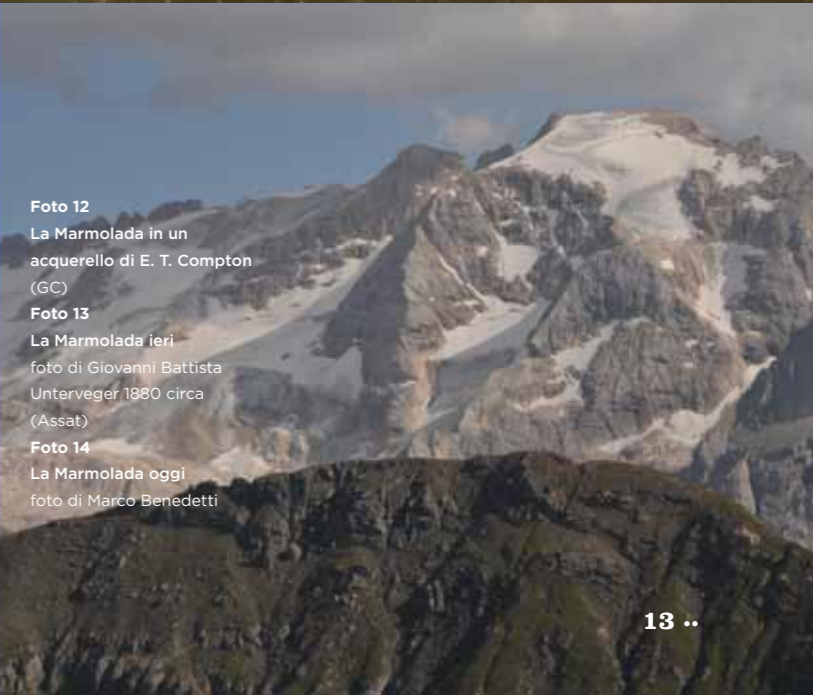 Foto 12
La Marmolada in un
acquerello di E. T. Compton
(GC)
Foto 13
La Marmolada ieri
foto di Giovanni Battista
Unterveger 1880 circa
(Assat)
Foto 14
La Marmolada oggi
foto di Marco Benedetti
13 ••